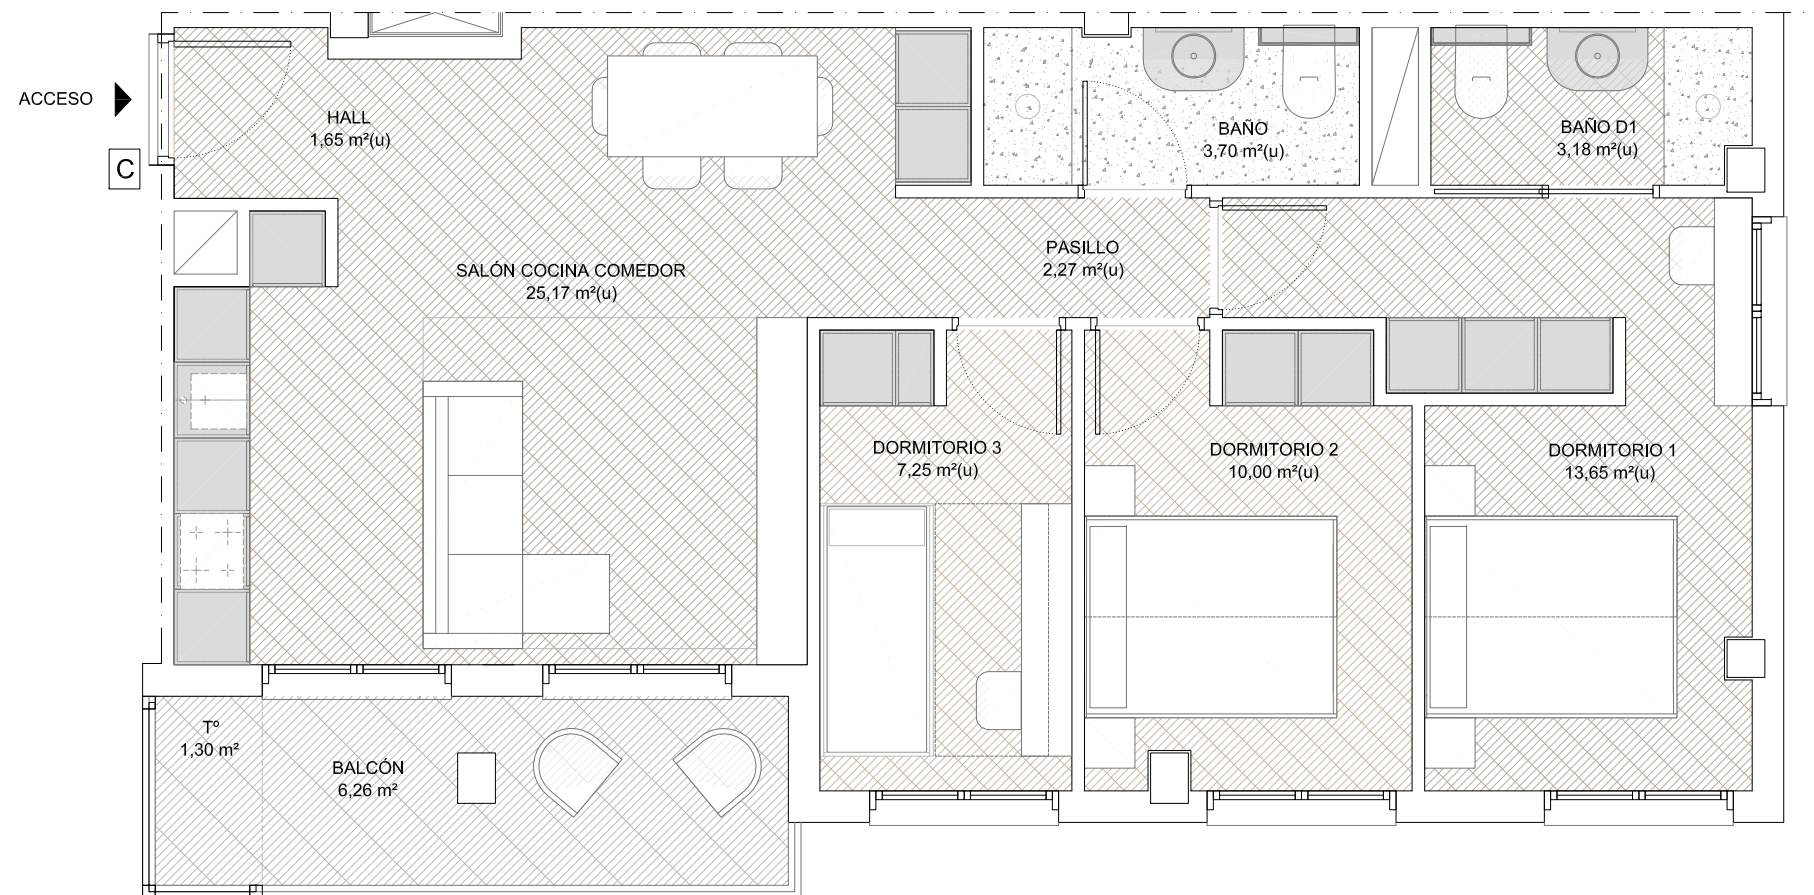 ACCESO
C
HALL
1,65 m²(u)
BAÑO
3,70 m²(u)
BAÑO D1
3,18 m²(u)
SALÓN COCINA COMEDOR
25,17 m²(u)
PASILLO
2,27 m²(u)
DORMITORIO 3
7,25 m²(u)
DORMITORIO 2
10,00 m²(u)
DORMITORIO 1
13,65 m²(u)
Tº
1,30 m²
BALCÓN
6,26 m²